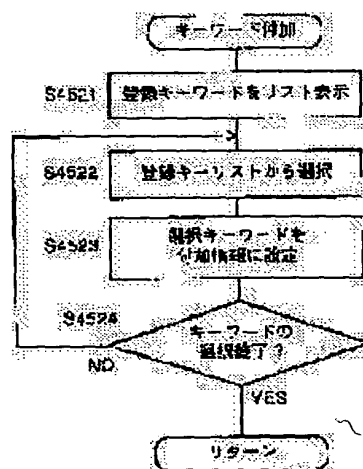 キーワード付加
S4521
登録キーワードをリスト表示
S4522
登録キーリストから選択
S4523
選択キーワードを
付加情報に設定
S4524
キーワードの
選択終了?
NO
YES
リターン